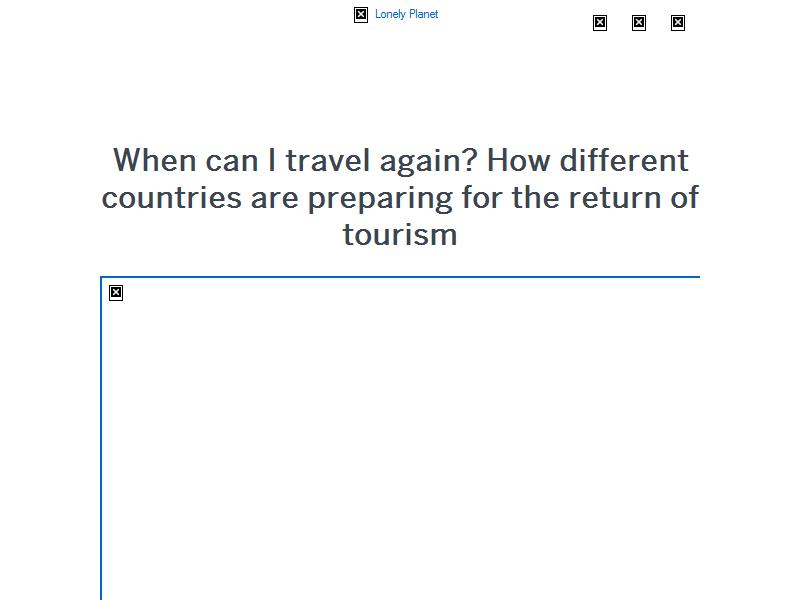 Lonely Planet
When can I travel again? How different
countries are preparing for the return of
tourism